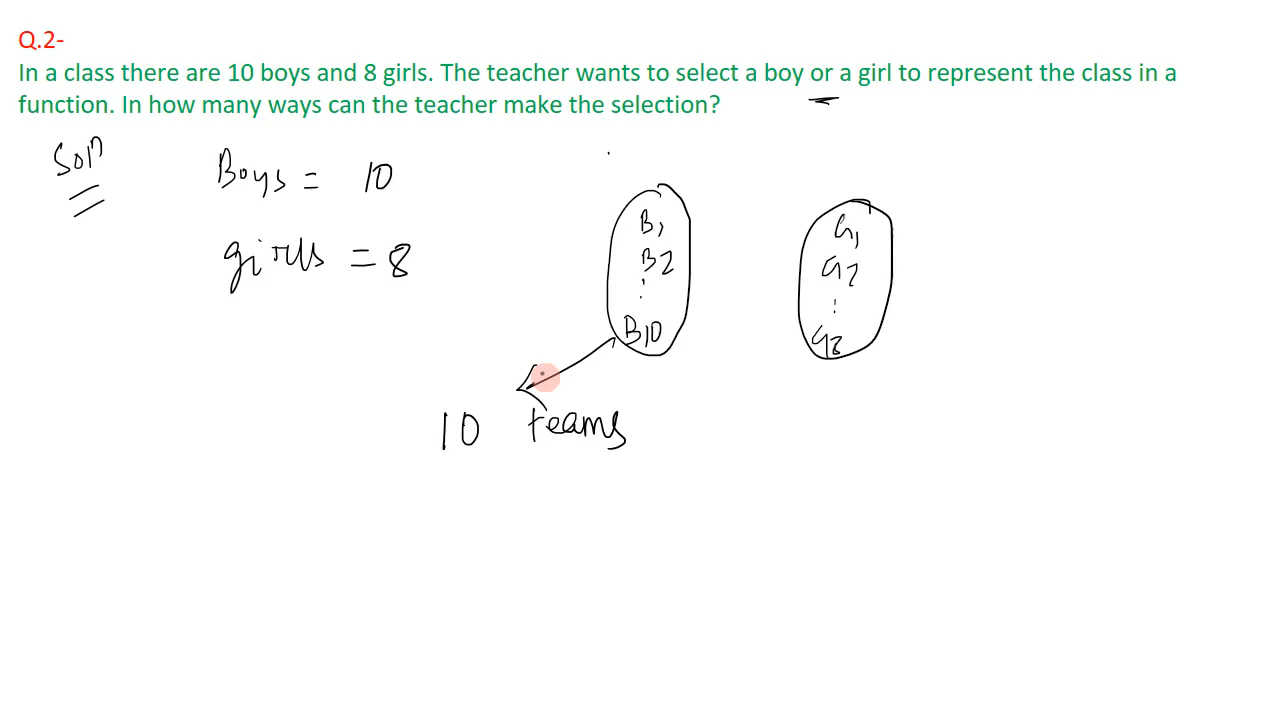 Q.2-
In a class there are 10 boys and 8 girls. The teacher wants to select a boy or a girl to represent the class in a
function. In how many ways can the teacher make the selection?
Soln
Boys = 10
girls = 8
B1
B2
:
B10
G1
G2
:
G8
10 teams